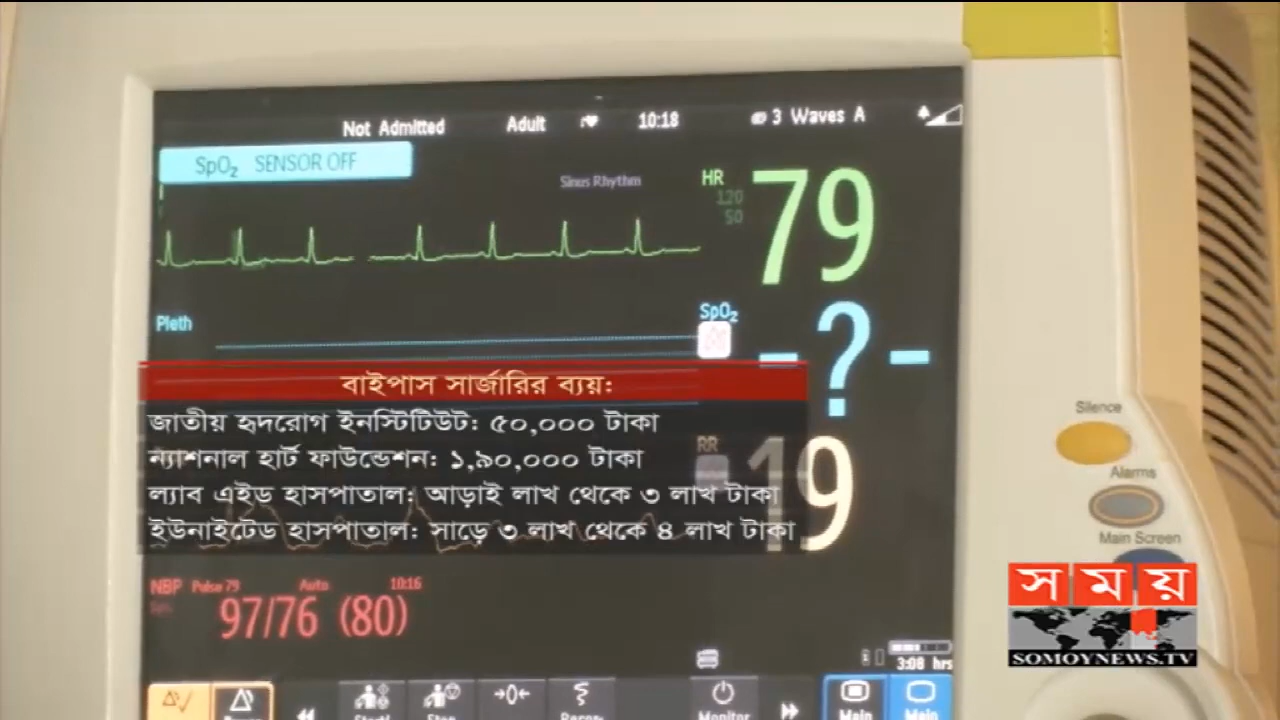 Not Admitted Adult 10:18 3 Waves A
SpO₂ SENSOR OFF
Sinus Rhythm
HR 79
120
50
Pleth
SpO₂
-?-
বাইপাস সার্জারির ব্যয়:
জাতীয় হৃদরোগ ইনস্টিটিউট: ৫০,০০০ টাকা
ন্যাশনাল হার্ট ফাউন্ডেশন: ১,৯০,০০০ টাকা
ল্যাব এইড হাসপাতাল: আড়াই লাখ থেকে ৩ লাখ টাকা
ইউনাইটেড হাসপাতাল: সাড়ে ৩ লাখ থেকে ৪ লাখ টাকা
RR 19
NBP Pulse 79 Auto 10:16
97/76 (80)
3:08 hrs
Monitor
Main
Main
Silence
Alarms
Main Screen
সময়
SOMOYNEWS.TV